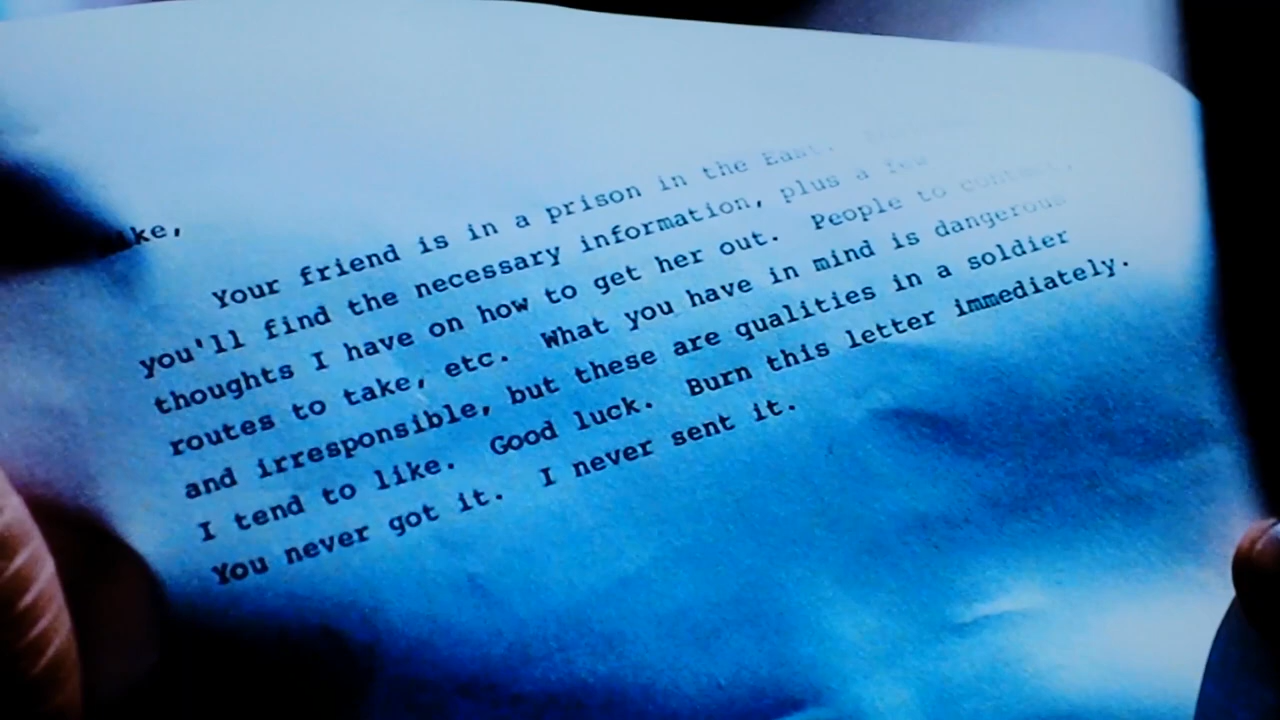 ke,
Your friend is in a prison in the East.
you'll find the necessary information, plus a few
thoughts I have on how to get her out. People to contact,
routes to take, etc. What you have in mind is dangerous
and irresponsible, but these are qualities in a soldier
I tend to like. Good luck. Burn this letter immediately.
You never got it. I never sent it.